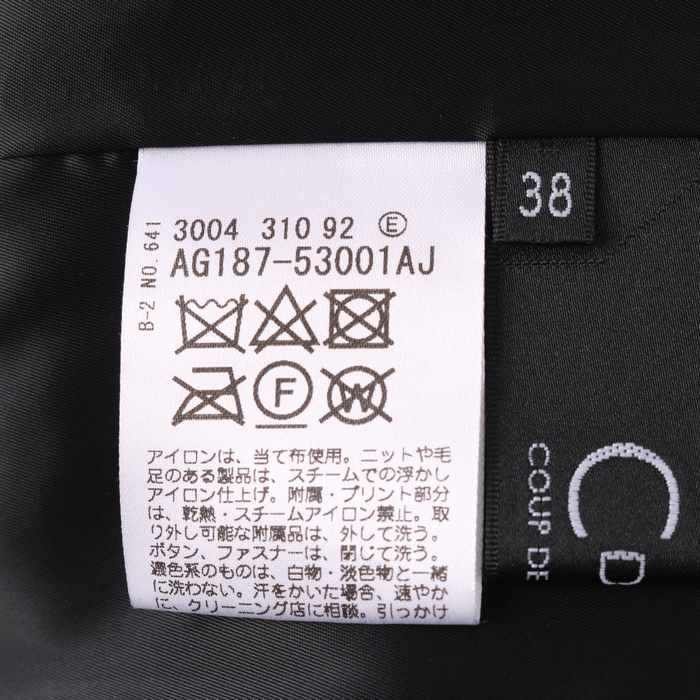 3004 310 92 Ⓔ
AG187-53001AJ
B-2 NO.641
F
W
アイロンは、当て布使用。ニットや毛
足のある製品は、スチームでの浮かし
アイロン仕上げ。附属・プリント部分
は、乾熱・スチームアイロン禁止。取
り外し可能な附属品は、外して洗う。
ボタン、ファスナーは、閉じて洗う。
濃色系のものは、白物・淡色物と一緒
に洗わない。汗をかいた場合、速やか
に、クリーニング店に相談。引っかけ
38
CD
COUP DE